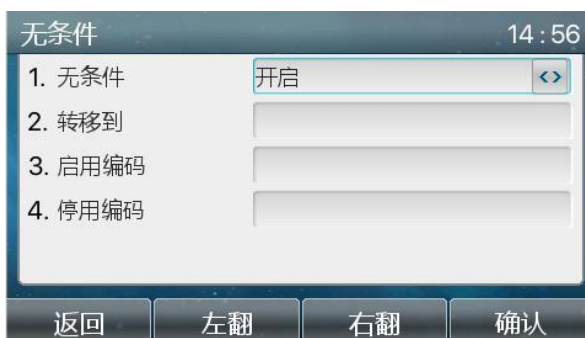 无条件 14:56
1. 无条件 开启 <>
2. 转移到
3. 启用编码
4. 停用编码
返回 左翻 右翻 确认